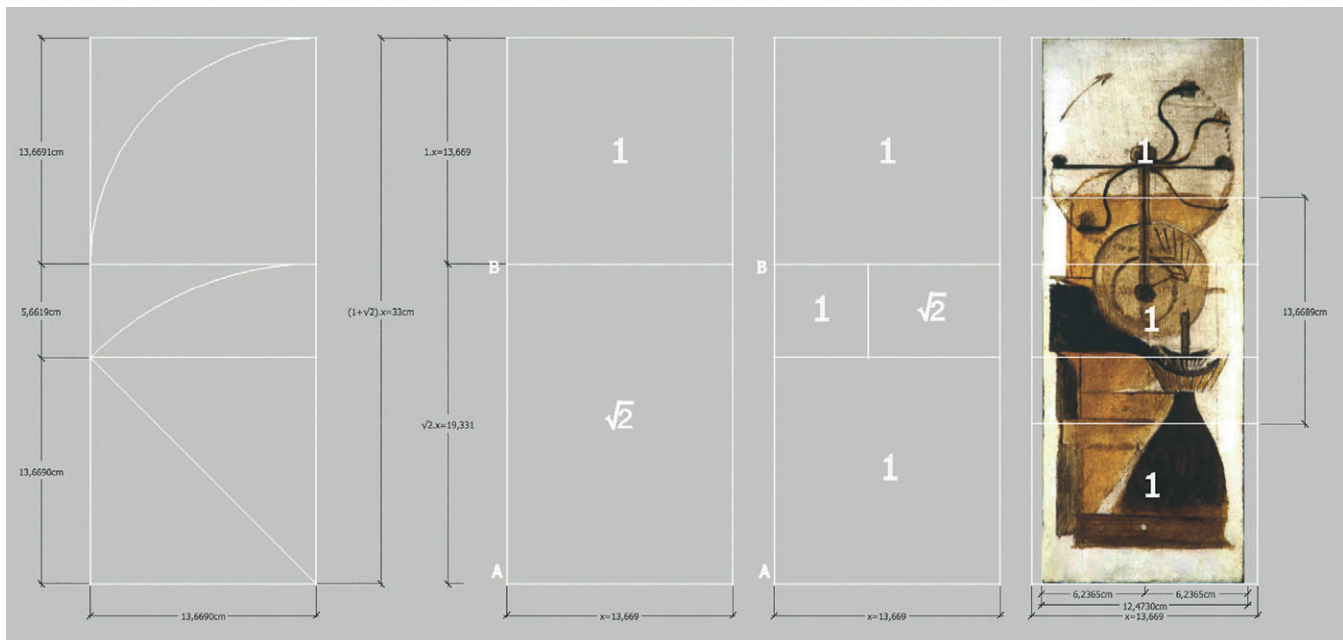 13,6691cm
5,6619cm
13,6690cm
13,6690cm
(1+√2).x=33cm
1.x=13,669
√2.x=19,331
1
B
√2
A
x=13,669
1
B
1
√2
1
A
x=13,669
1
1
1
13,6689cm
6,2365cm
6,2365cm
12,4730cm
x=13,669